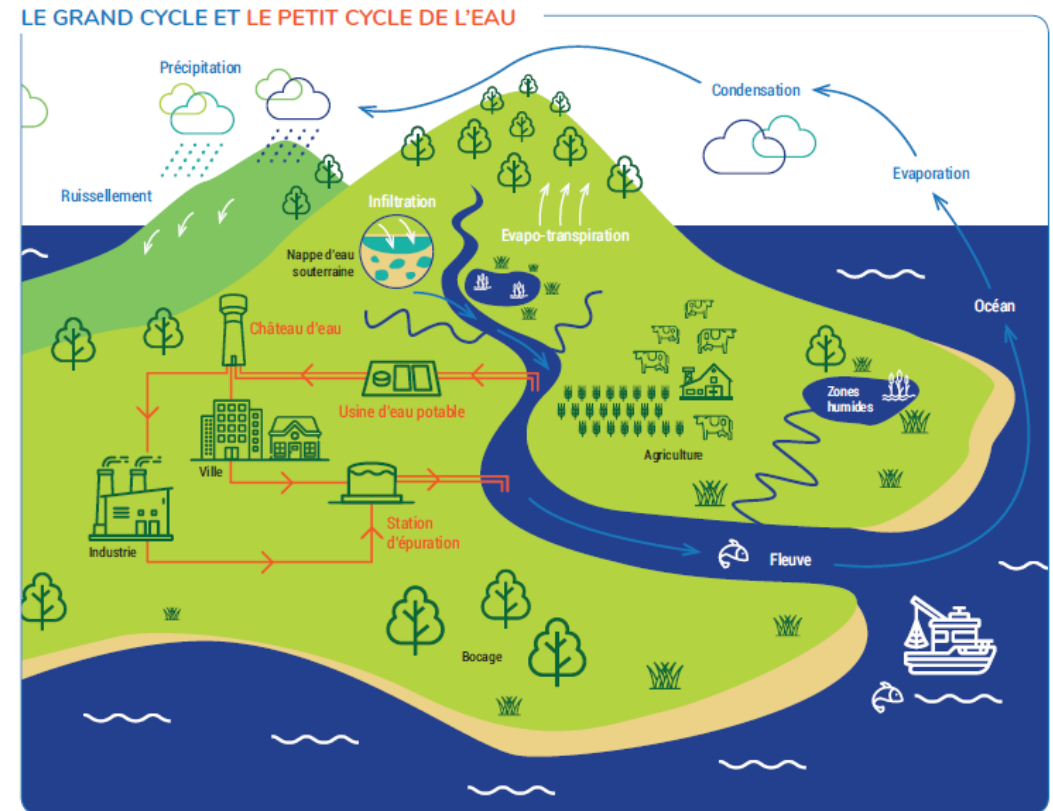 LE GRAND CYCLE ET LE PETIT CYCLE DE L'EAU
Précipitation
Condensation
Evaporation
Ruissellement
Infiltration
Evapo-transpiration
Nappe d'eau
souterraine
Océan
Château d'eau
Usine d'eau potable
Zones
humides
Agriculture
Ville
Station
d'épuration
Industrie
Fleuve
Bocage